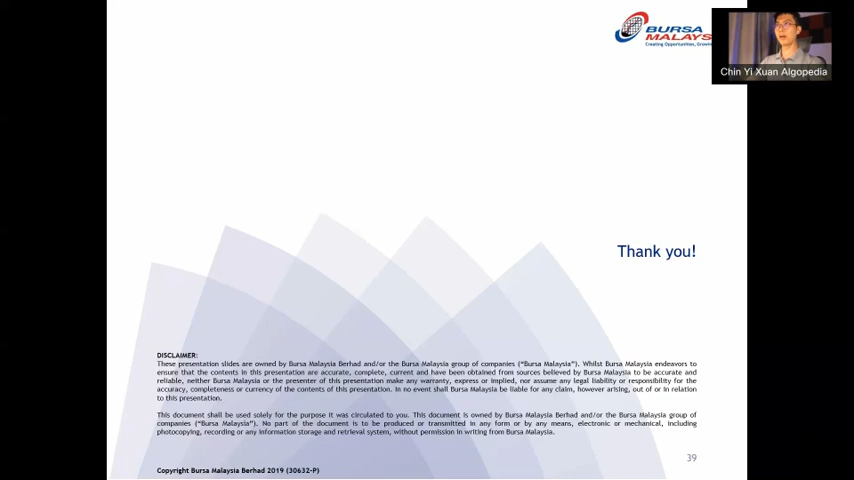 BURSA
MALAYS
Creating Opportunities, Growin
Chin Yi Xuan Algopedia
Thank you!
DISCLAIMER:
These presentation slides are owned by Bursa Malaysia Berhad and/or the Bursa Malaysia group of companies (“Bursa Malaysia”). Whilst Bursa Malaysia endeavors to
ensure that the contents in this presentation are accurate, complete, current and have been obtained from sources believed by Bursa Malaysia to be accurate and
reliable, neither Bursa Malaysia or the presenter of this presentation make any warranty, express or implied, nor assume any legal liability or responsibility for the
accuracy, completeness or currency of the contents of this presentation. In no event shall Bursa Malaysia be liable for any claim, however arising, out of or in relation
to this presentation.
This document shall be used solely for the purpose it was circulated to you. This document is owned by Bursa Malaysia Berhad and/or the Bursa Malaysia group of
companies (“Bursa Malaysia”). No part of the document is to be produced or transmitted in any form or by any means, electronic or mechanical, including
photocopying, recording or any information storage and retrieval system, without permission in writing from Bursa Malaysia.
39
Copyright Bursa Malaysia Berhad 2019 (30632-P)